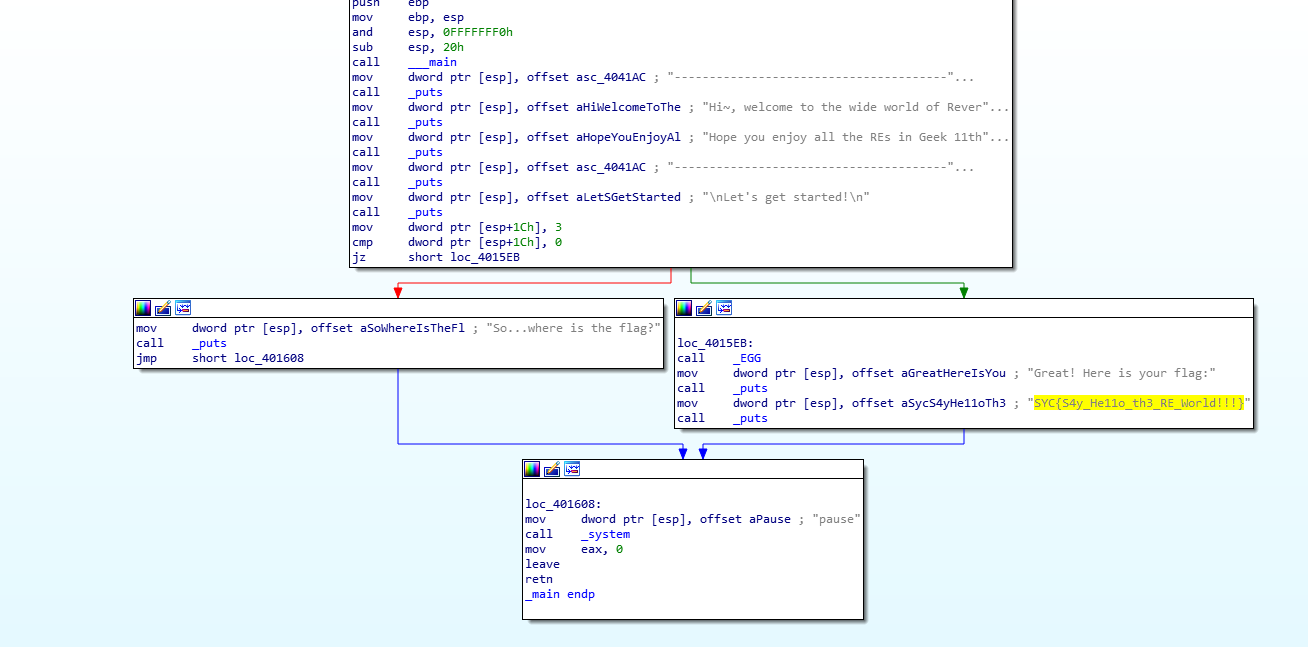 push    ebp
mov     ebp, esp
and     esp, 0FFFFFFF0h
sub     esp, 20h
call    ___main
mov     dword ptr [esp], offset asc_4041AC ; "---------------------------------------"...
call    _puts
mov     dword ptr [esp], offset aHiWelcomeToThe ; "Hi~, welcome to the wide world of Rever"...
call    _puts
mov     dword ptr [esp], offset aHopeYouEnjoyAl ; "Hope you enjoy all the REs in Geek 11th"...
call    _puts
mov     dword ptr [esp], offset asc_4041AC ; "---------------------------------------"...
call    _puts
mov     dword ptr [esp], offset aLetSGetStarted ; "\nLet's get started!\n"
call    _puts
mov     dword ptr [esp+1Ch], 3
cmp     dword ptr [esp+1Ch], 0
jz      short loc_4015EB
mov     dword ptr [esp], offset aSoWhereIsTheFl ; "So...where is the flag?"
call    _puts
jmp     short loc_401608
loc_4015EB:
call    _EGG
mov     dword ptr [esp], offset aGreatHereIsYou ; "Great! Here is your flag:"
call    _puts
mov     dword ptr [esp], offset aSycS4yHe11oTh3 ; "SYC{S4y_He11o_th3_RE_World!!!}"
call    _puts
loc_401608:
mov     dword ptr [esp], offset aPause ; "pause"
call    _system
mov     eax, 0
leave
retn
_main endp